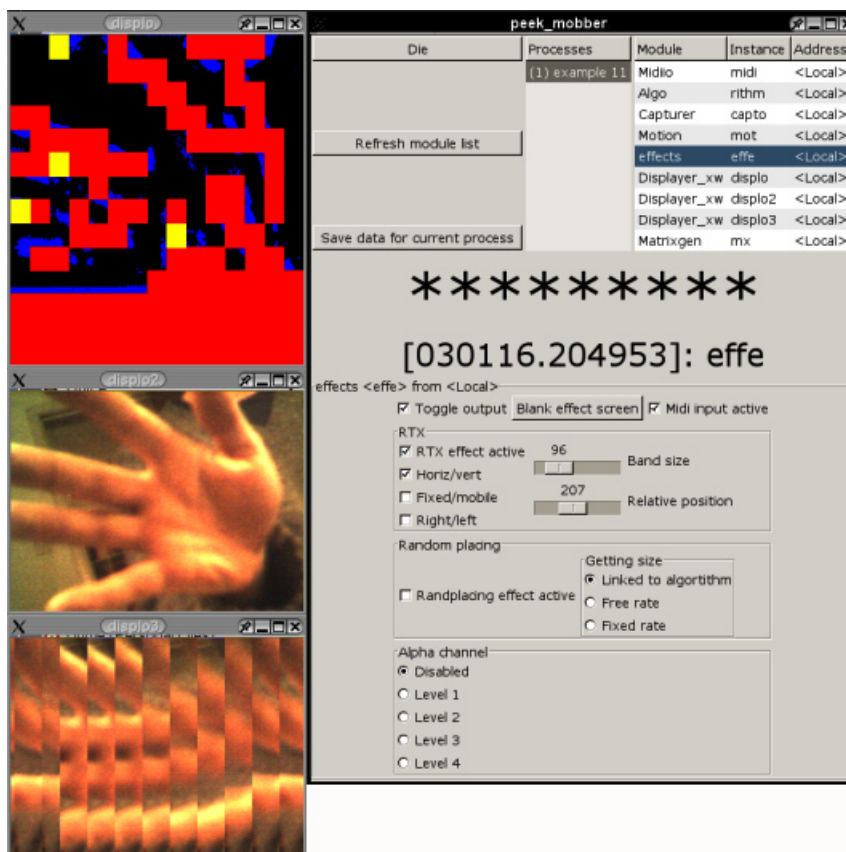 X displo
peek_mobber
Die Processes Module Instance Address
(1) example 11 Midiio midi <Local>
Algo rithm <Local>
Capturer capto <Local>
Refresh module list Motion mot <Local>
effects effe <Local>
Displayer_xw displo <Local>
Displayer_xw displo2 <Local>
Displayer_xw displo3 <Local>
Save data for current process Matrixgen mx <Local>
**********
[030116.204953]: effe
X displo2
effects <effe> from <Local>
Toggle output Blank effect screen Midi input active
RTX
RTX effect active 96 Band size
Horiz/vert
Fixed/mobile 207 Relative position
Right/left
Random placing
Getting size
Linked to algortithm
Randplacing effect active Free rate
Fixed rate
X displo3
Alpha channel
Disabled
Level 1
Level 2
Level 3
Level 4